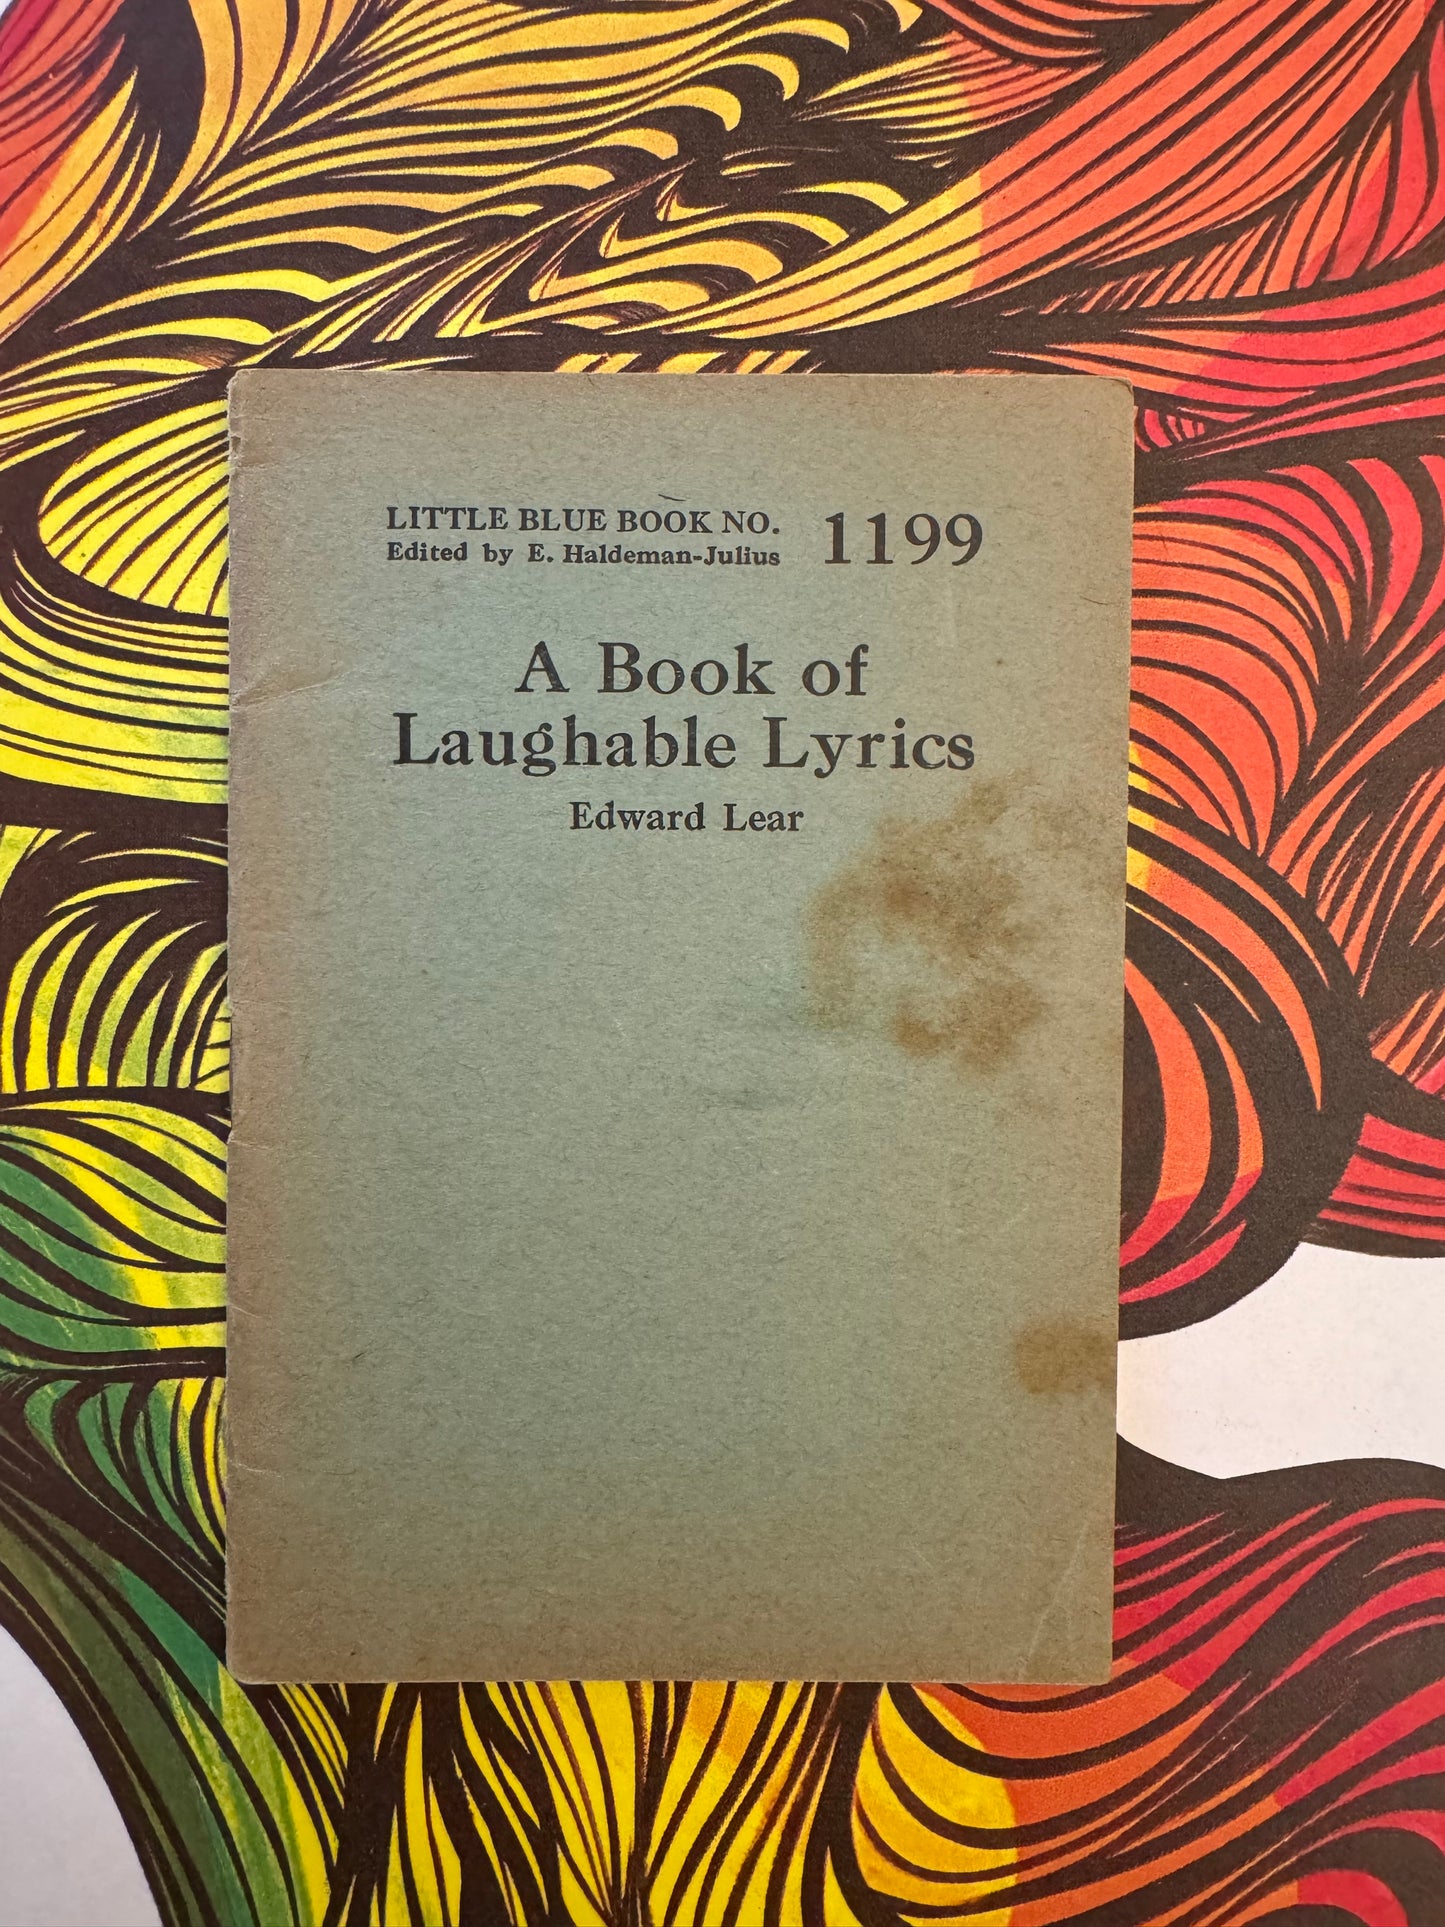 LITTLE BLUE BOOK NO. 1199
Edited by E. Haldeman-Julius
A Book of
Laughable Lyrics
Edward Lear